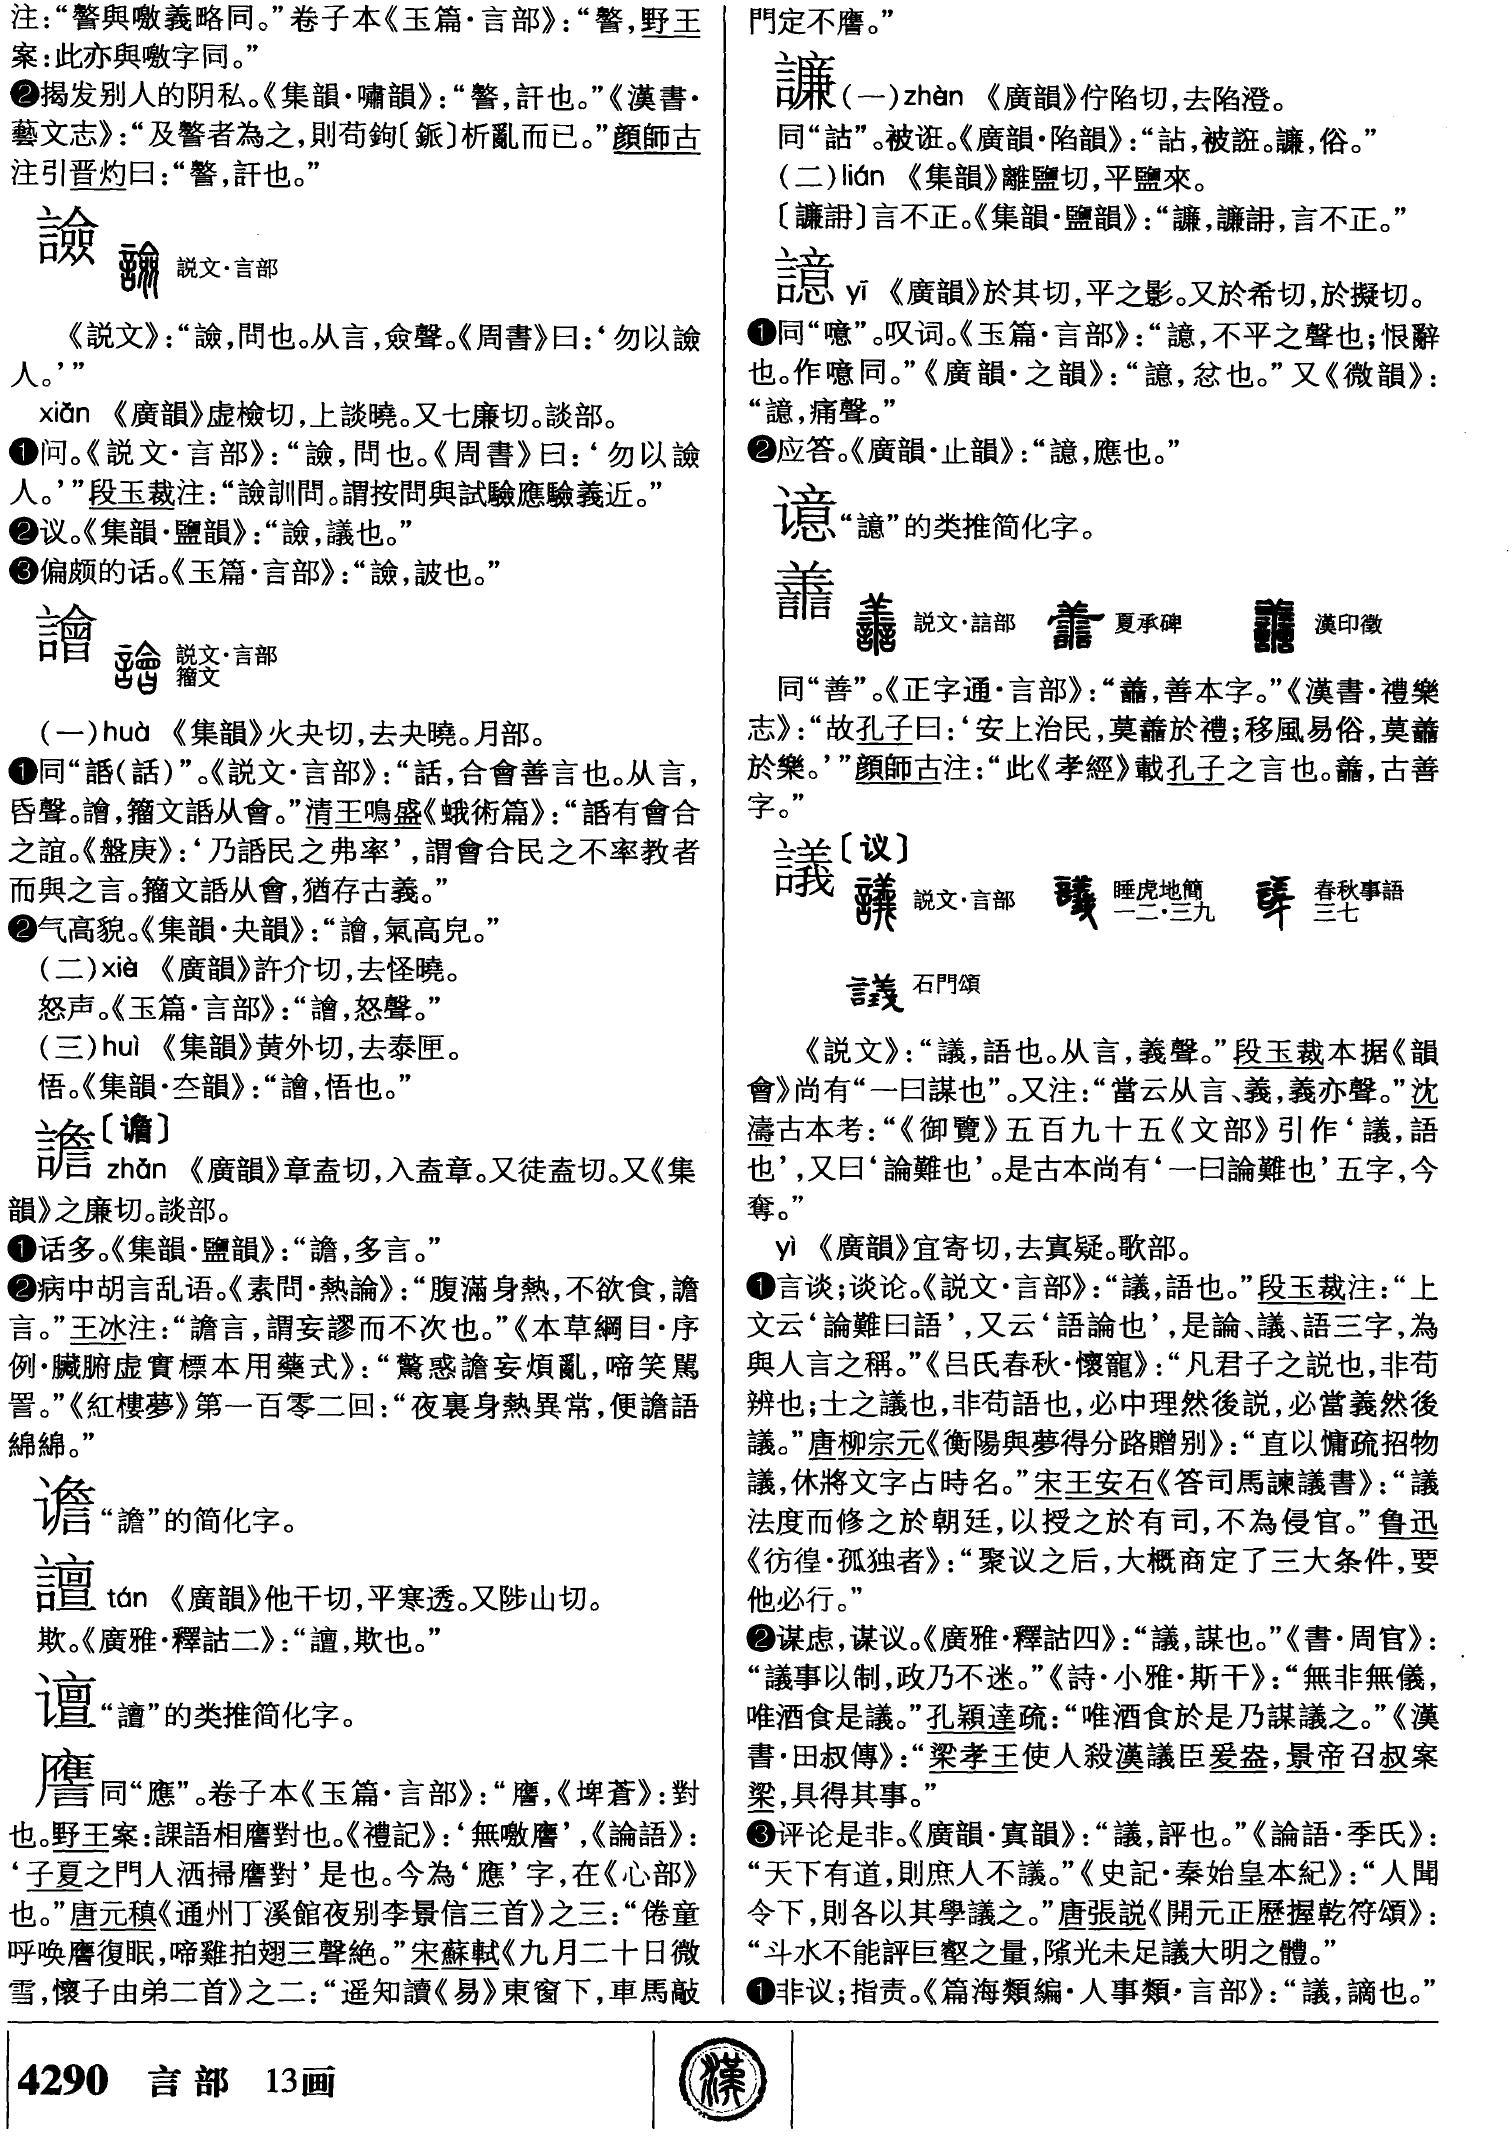 注：“警與噭義略同。”卷子本《玉篇·言部》：“警，野王
案：此亦與噭字同。”
❷揭发别人的阴私。《集韻·嘯韻》：“警，訐也。”《漢書·
藝文志》：“及警者為之，則苟鉤〔鈲〕析亂而已。”顔師古
注引晋灼曰：“警，訐也。”
譣
説文·言部
《説文》：“譣，問也。从言，僉聲。《周書》曰：‘勿以譣
人。’”
xiǎn 《廣韻》虚檢切，上談曉。又七廉切。談部。
❶问。《説文·言部》：“譣，問也。《周書》曰：‘勿以譣
人。’”段玉裁注：“譣訓問。謂按問與試驗應驗義近。”
❷议。《集韻·鹽韻》：“譣，議也。”
❸偏颇的话。《玉篇·言部》：“譣，詖也。”
譮
説文·言部
籀文
（一）huà 《集韻》火夬切，去夬曉。月部。
❶同“䛡（話）”。《説文·言部》：“話，合會善言也。从言，
𠯑聲。譮，籀文䛡从會。”清王鳴盛《蛾術篇》：“䛡有會合
之誼。《盤庚》：‘乃䛡民之弗率’，謂會合民之不率教者
而與之言。籀文䛡从會，猶存古義。”
❷气高貌。《集韻·夬韻》：“譮，氣高皃。”
（二）xià 《廣韻》許介切，去怪曉。
怒声。《玉篇·言部》：“譮，怒聲。”
（三）huì 《集韻》黄外切，去泰匣。
悟。《集韻·夳韻》：“譮，悟也。”
譫〔谵〕
zhān 《廣韻》章盍切，入盍章。又徒盍切。又《集
韻》之廉切。談部。
❶话多。《集韻·鹽韻》：“譫，多言。”
❷病中胡言乱语。《素問·熱論》：“腹滿身熱，不欲食，譫
言。”王冰注：“譫言，謂妄謬而不次也。”《本草綱目·序
例·臟腑虚實標本用藥式》：“驚惑譫妄煩亂，啼笑駡
詈。”《紅樓夢》第一百零二回：“夜裏身熱異常，便譫語
綿綿。”
谵“譫”的简化字。
譠 tán 《廣韻》他干切，平寒透。又陟山切。
欺。《廣雅·釋詁二》：“譠，欺也。”
𫍶“譠”的类推简化字。
譍同“應”。卷子本《玉篇·言部》：“譍，《埤蒼》：對
也。野王案：課語相譍對也。《禮記》：‘無噭譍’，《論語》：
‘子夏之門人洒掃譍對’是也。今為‘應’字，在《心部》
也。”唐元稹《通州丁溪館夜别李景信三首》之三：“倦童
呼唤譍復眠，啼雞拍翅三聲絶。”宋蘇軾《九月二十日微
雪，懷子由弟二首》之二：“遥知讀《易》東窗下，車馬敲
門定不譍。”
譧（一）zhàn 《廣韻》佇陷切，去陷澄。
同“詀”。被诳。《廣韻·陷韻》：“詀，被誑。譧，俗。”
（二）lián 《集韻》離鹽切，平鹽來。
〔譧詽〕言不正。《集韻·鹽韻》：“譧，譧詽，言不正。”
譩 yī 《廣韻》於其切，平之影。又於希切，於擬切。
❶同“噫”。叹词。《玉篇·言部》：“譩，不平之聲也；恨辭
也。作噫同。”《廣韻·之韻》：“譩，忿也。”又《微韻》：
“譩，痛聲。”
❷应答。《廣韻·止韻》：“譩，應也。”
𰶎“譩”的类推简化字。
譱
説文·誩部 夏承碑 漢印徵
同“善”。《正字通·言部》：“譱，善本字。”《漢書·禮樂
志》：“故孔子曰：‘安上治民，莫譱於禮；移風易俗，莫譱
於樂。’”顔師古注：“此《孝經》載孔子之言也。譱，古善
字。”
議〔议〕
説文·言部 睡虎地簡
一二·三九 春秋事語
三七
石門頌
《説文》：“議，語也。从言，義聲。”段玉裁本据《韻
會》尚有“一曰謀也”。又注：“當云从言、義，義亦聲。”沈
濤古本考：“《御覽》五百九十五《文部》引作‘議，語
也’，又曰‘論難也’。是古本尚有‘一曰論難也’五字，今
奪。”
yì 《廣韻》宜寄切，去寘疑。歌部。
❶言谈；谈论。《説文·言部》：“議，語也。”段玉裁注：“上
文云‘論難曰語’，又云‘語論也’，是論、議、語三字，為
與人言之稱。”《吕氏春秋·懷寵》：“凡君子之説也，非苟
辨也；士之議也，非苟語也，必中理然後説，必當義然後
議。”唐柳宗元《衡陽與夢得分路贈别》：“直以慵疏招物
議，休將文字占時名。”宋王安石《答司馬諫議書》：“議
法度而修之於朝廷，以授之於有司，不為侵官。”鲁迅
《彷徨·孤独者》：“聚议之后，大概商定了三大条件，要
他必行。”
❷谋虑，谋议。《廣雅·釋詁四》：“議，謀也。”《書·周官》：
“議事以制，政乃不迷。”《詩·小雅·斯干》：“無非無儀，
唯酒食是議。”孔穎達疏：“唯酒食於是乃謀議之。”《漢
書·田叔傳》：“梁孝王使人殺漢議臣爰盎，景帝召叔案
梁，具得其事。”
❸评论是非。《廣韻·寘韻》：“議，評也。”《論語·季氏》：
“天下有道，則庶人不議。”《史記·秦始皇本紀》：“人聞
令下，則各以其學議之。”唐張説《開元正歷握乾符頌》：
“斗水不能評巨壑之量，隙光未足議大明之體。”
❶非议；指责。《篇海類編·人事類·言部》：“議，謫也。”
4290 言部 13画
漢